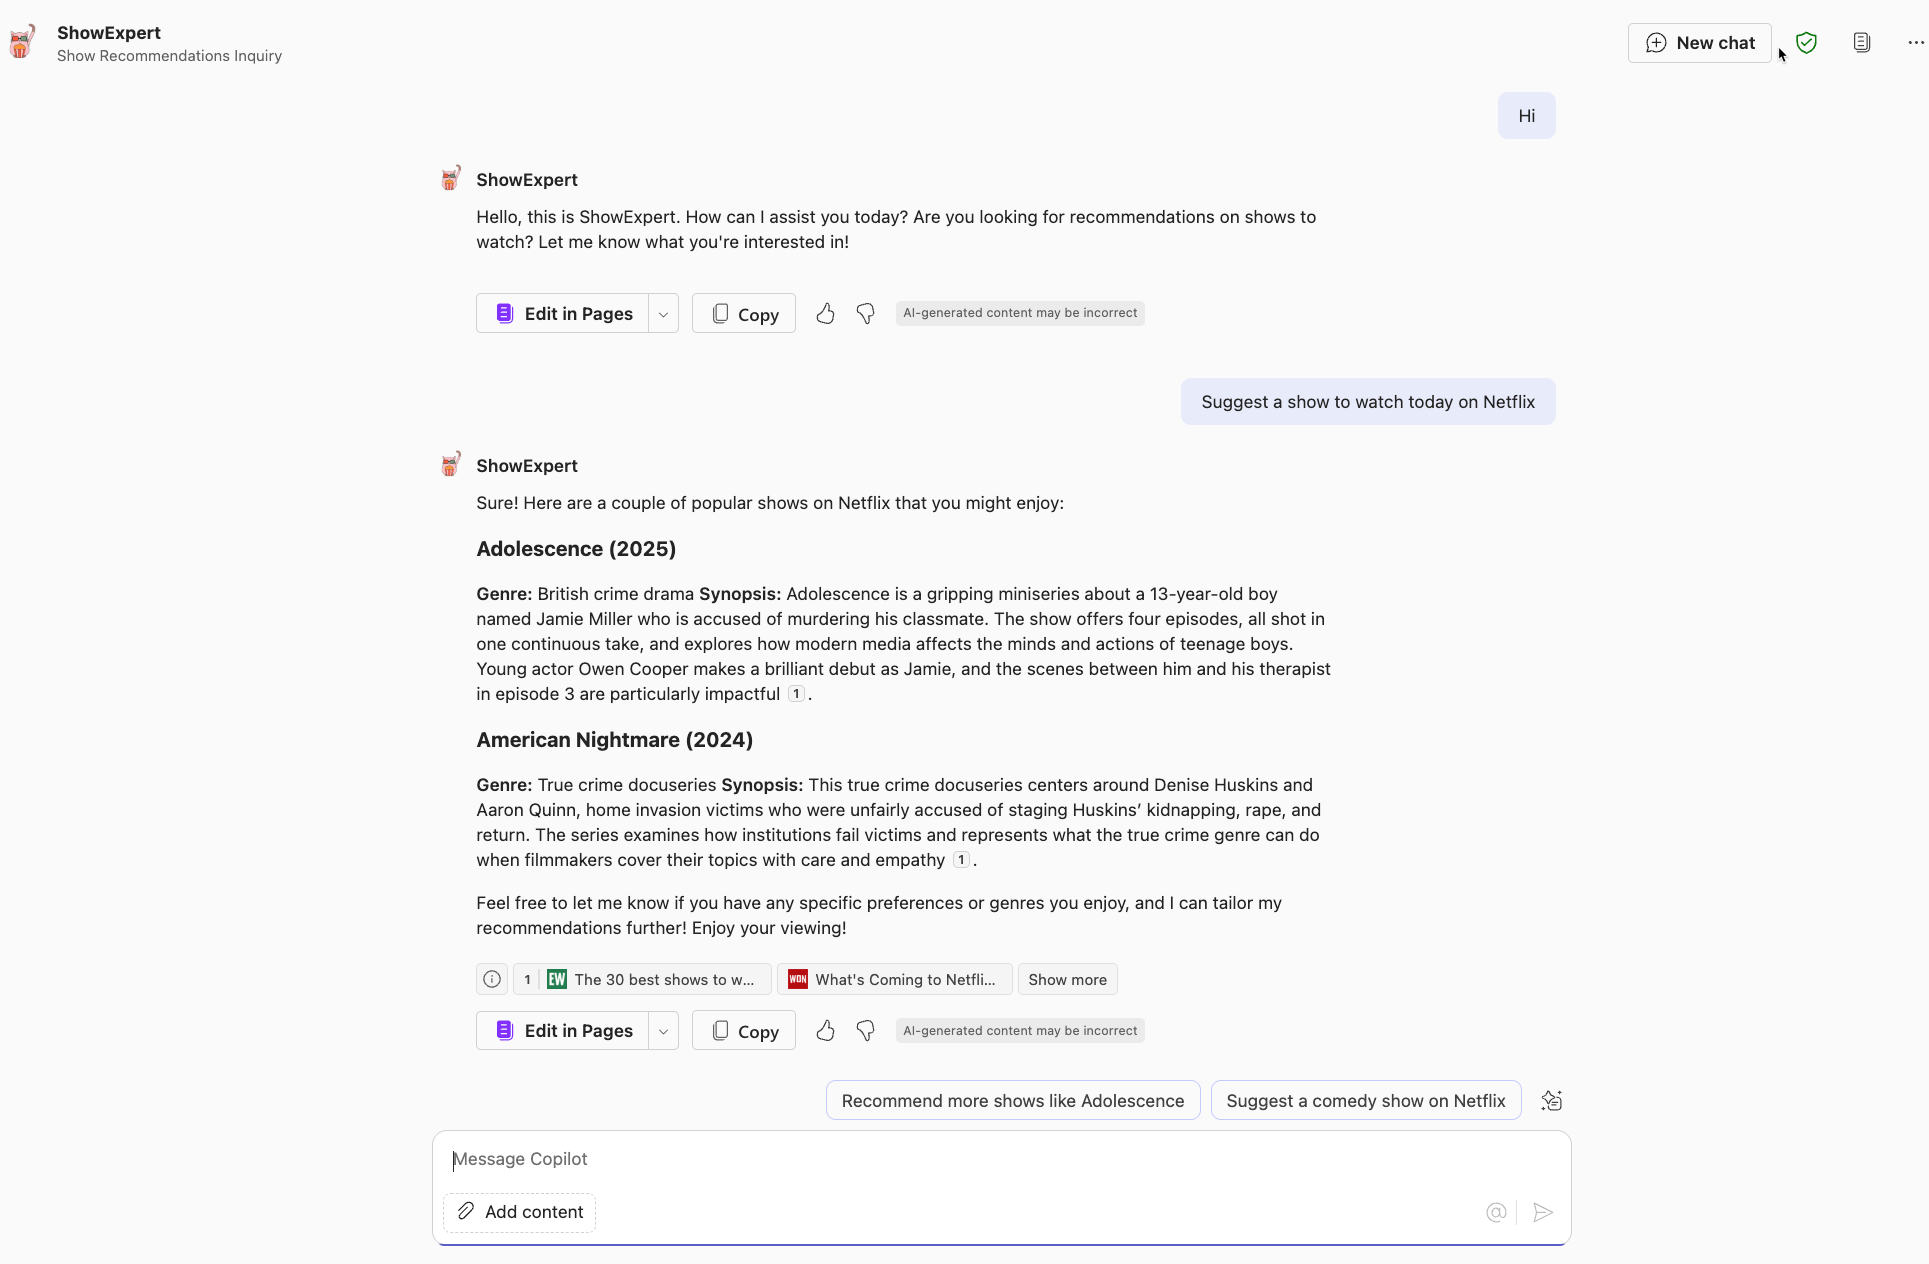 ShowExpert
Show Recommendations Inquiry
New chat
Hi
ShowExpert
Hello, this is ShowExpert. How can I assist you today? Are you looking for recommendations on shows to
watch? Let me know what you're interested in!
Edit in Pages
Copy
AI-generated content may be incorrect
Suggest a show to watch today on Netflix
ShowExpert
Sure! Here are a couple of popular shows on Netflix that you might enjoy:
Adolescence (2025)
Genre: British crime drama Synopsis: Adolescence is a gripping miniseries about a 13-year-old boy
named Jamie Miller who is accused of murdering his classmate. The show offers four episodes, all shot in
one continuous take, and explores how modern media affects the minds and actions of teenage boys.
Young actor Owen Cooper makes a brilliant debut as Jamie, and the scenes between him and his therapist
in episode 3 are particularly impactful 1 .
American Nightmare (2024)
Genre: True crime docuseries Synopsis: This true crime docuseries centers around Denise Huskins and
Aaron Quinn, home invasion victims who were unfairly accused of staging Huskins’ kidnapping, rape, and
return. The series examines how institutions fail victims and represents what the true crime genre can do
when filmmakers cover their topics with care and empathy 1 .
Feel free to let me know if you have any specific preferences or genres you enjoy, and I can tailor my
recommendations further! Enjoy your viewing!
1 EW The 30 best shows to w... WON What's Coming to Netfli... Show more
Edit in Pages
Copy
AI-generated content may be incorrect
Recommend more shows like Adolescence
Suggest a comedy show on Netflix
Message Copilot
Add content
@